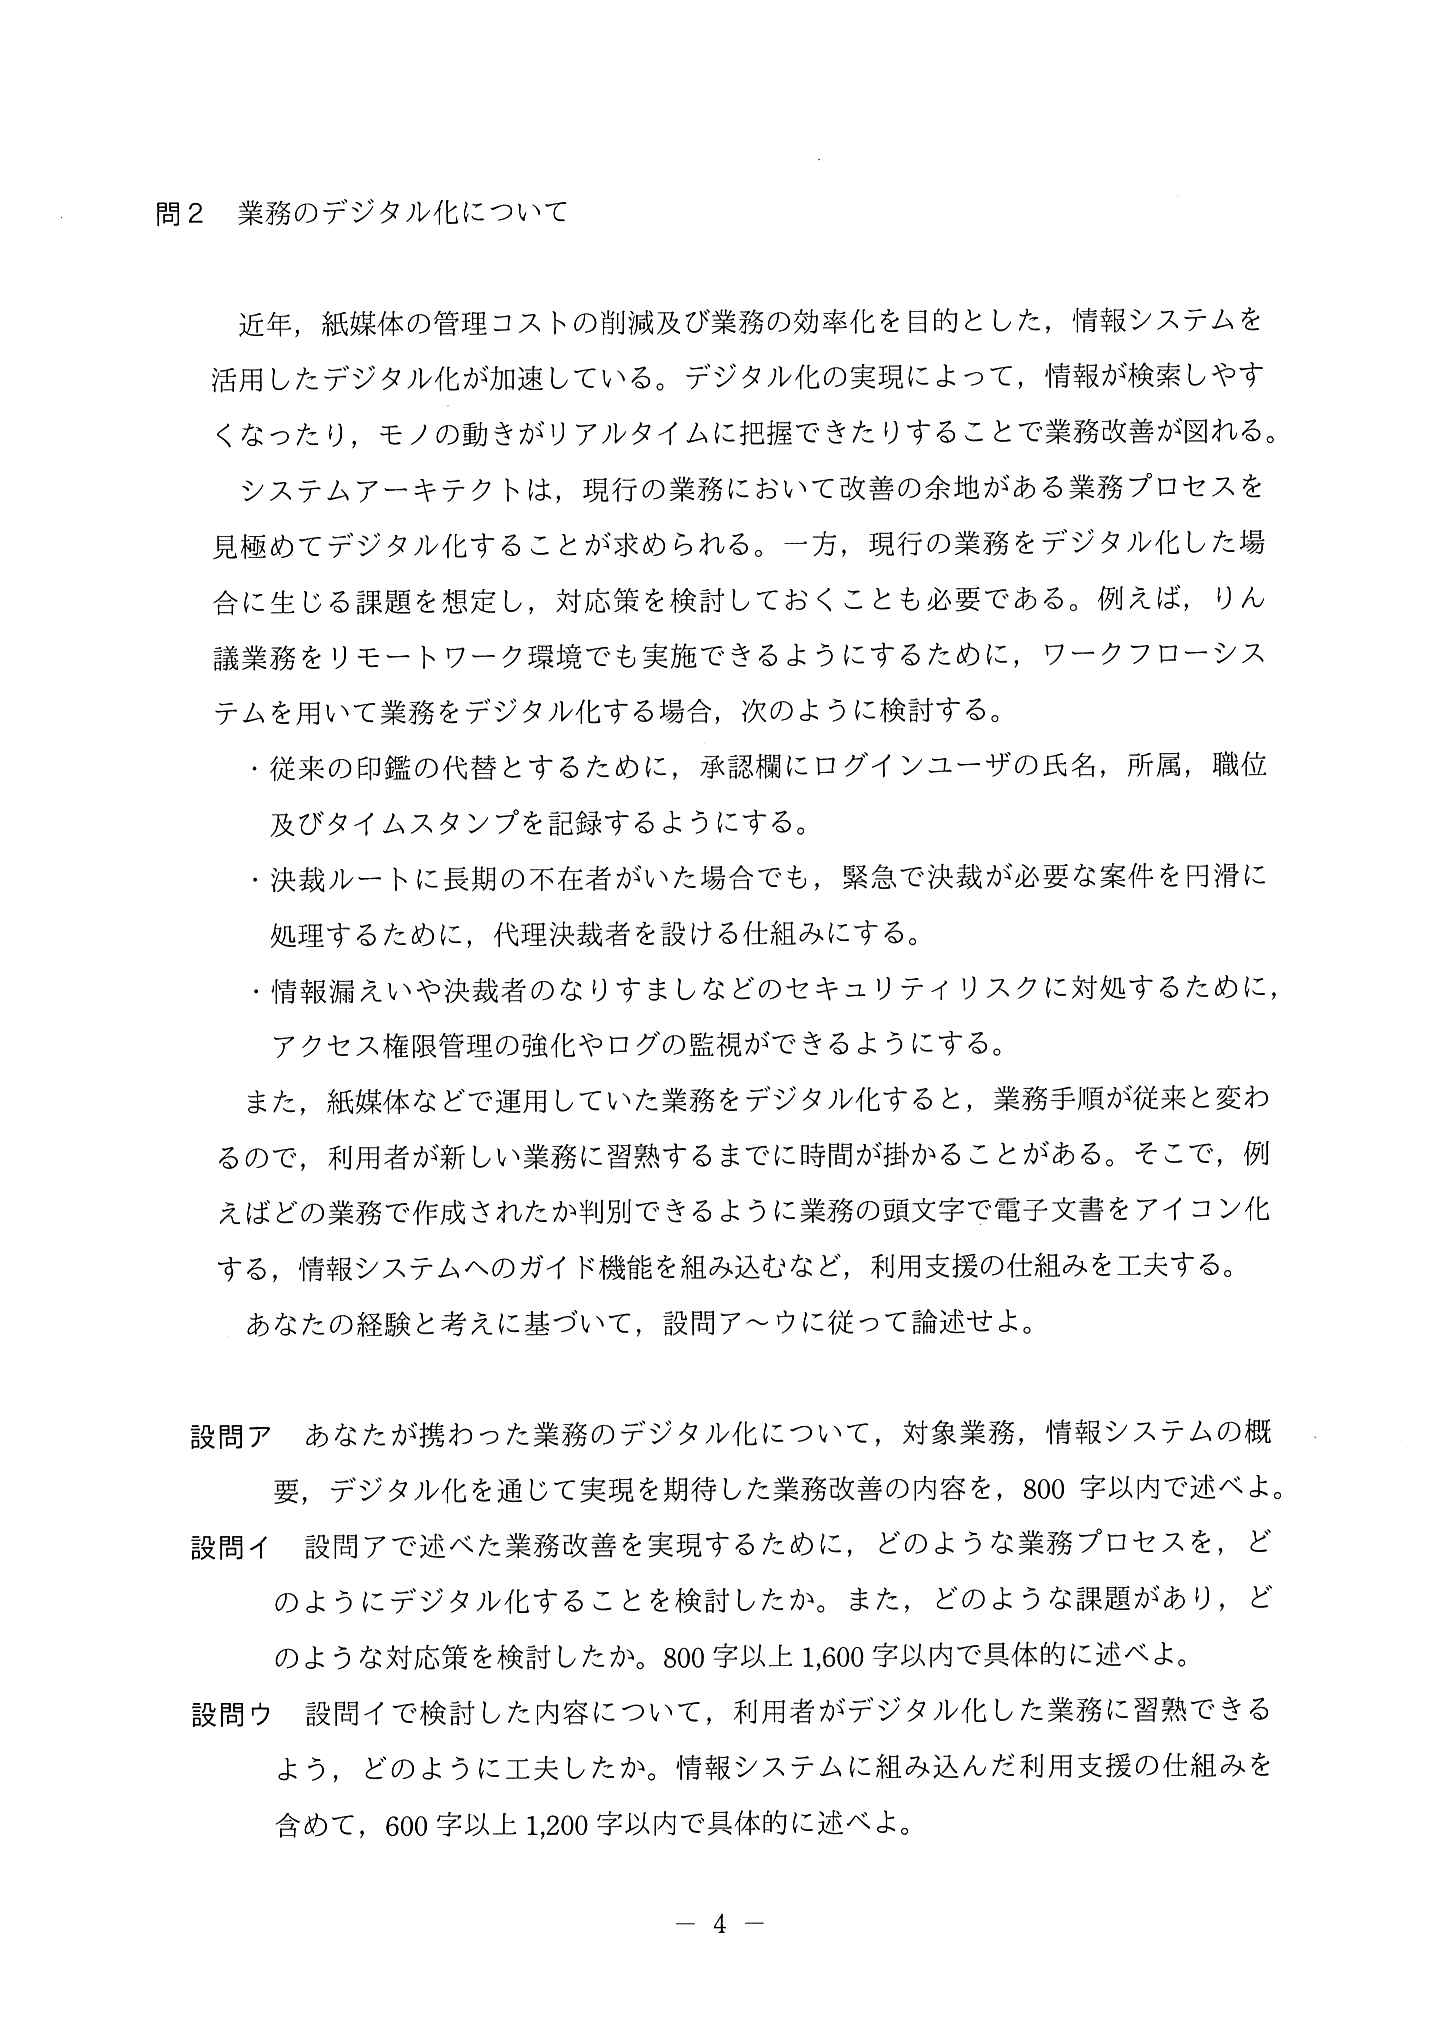 問2　業務のデジタル化について
近年，紙媒体の管理コストの削減及び業務の効率化を目的とした，情報システムを
活用したデジタル化が加速している。デジタル化の実現によって，情報が検索しやす
くなったり，モノの動きがリアルタイムに把握できたりすることで業務改善が図れる。
システムアーキテクトは，現行の業務において改善の余地がある業務プロセスを
見極めてデジタル化することが求められる。一方，現行の業務をデジタル化した場
合に生じる課題を想定し，対応策を検討しておくことも必要である。例えば，りん
議業務をリモートワーク環境でも実施できるようにするために，ワークフローシス
テムを用いて業務をデジタル化する場合，次のように検討する。
・従来の印鑑の代替とするために，承認欄にログインユーザの氏名，所属，職位
及びタイムスタンプを記録するようにする。
・決裁ルートに長期の不在者がいた場合でも，緊急で決裁が必要な案件を円滑に
処理するために，代理決裁者を設ける仕組みにする。
・情報漏えいや決裁者のなりすましなどのセキュリティリスクに対処するために，
アクセス権限管理の強化やログの監視ができるようにする。
また，紙媒体などで運用していた業務をデジタル化すると，業務手順が従来と変わ
るので，利用者が新しい業務に習熟するまでに時間が掛かることがある。そこで，例
えばどの業務で作成されたか判別できるように業務の頭文字で電子文書をアイコン化
する，情報システムへのガイド機能を組み込むなど，利用支援の仕組みを工夫する。
あなたの経験と考えに基づいて，設問ア～ウに従って論述せよ。
設問ア　あなたが携わった業務のデジタル化について，対象業務，情報システムの概
要，デジタル化を通じて実現を期待した業務改善の内容を，800 字以内で述べよ。
設問イ　設問アで述べた業務改善を実現するために，どのような業務プロセスを，ど
のようにデジタル化することを検討したか。また，どのような課題があり，ど
のような対応策を検討したか。800 字以上 1,600 字以内で具体的に述べよ。
設問ウ　設問イで検討した内容について，利用者がデジタル化した業務に習熟できる
よう，どのように工夫したか。情報システムに組み込んだ利用支援の仕組みを
含めて，600 字以上 1,200 字以内で具体的に述べよ。
－ 4 －